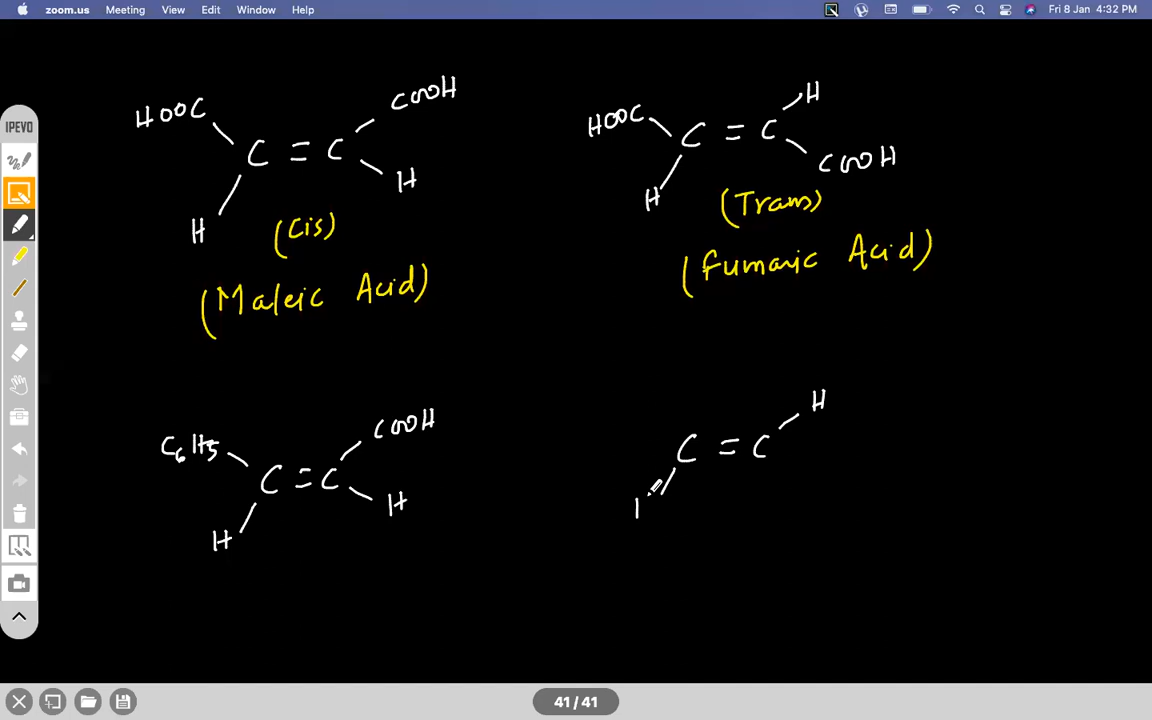 zoom.us Meeting View Edit Window Help Fri 8 Jan 4:32 PM
IPEVO
HOOC COOH
C = C
H H
(Cis)
(Maleic Acid)
HOOC H
C = C
H COOH
(Trans)
(Fumaric Acid)
C6H5 COOH
C = C
H H
H
C = C
41 / 41